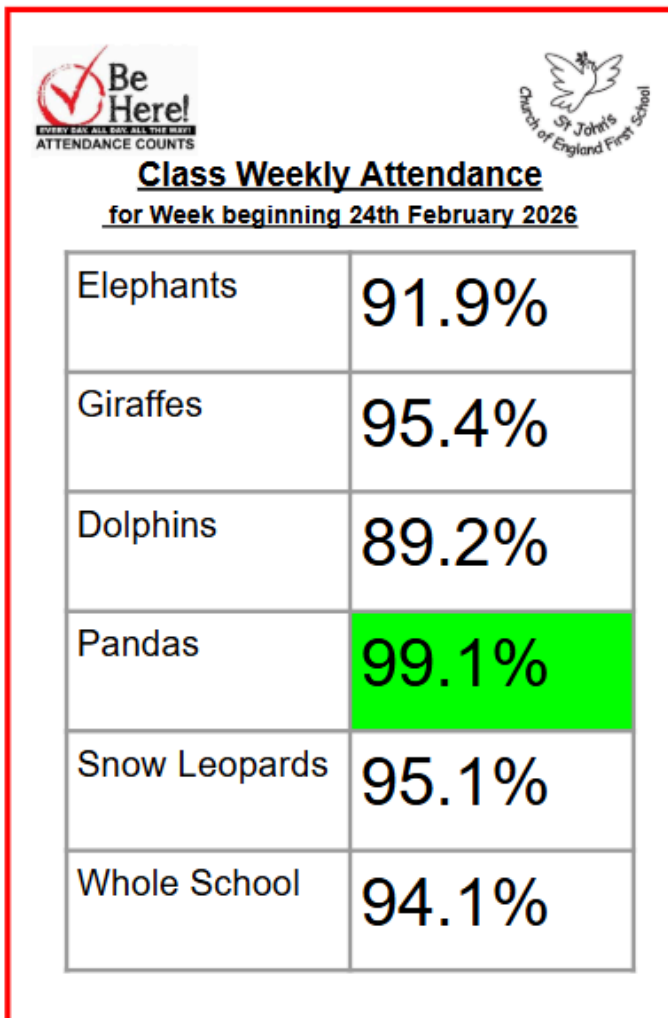 Be
Here!
EVERY DAY. ALL DAY. ALL THE WAY!
ATTENDANCE COUNTS
St John's
Church of England First School
Class Weekly Attendance
for Week beginning 24th February 2026
Elephants 91.9%
Giraffes 95.4%
Dolphins 89.2%
Pandas 99.1%
Snow Leopards 95.1%
Whole School 94.1%